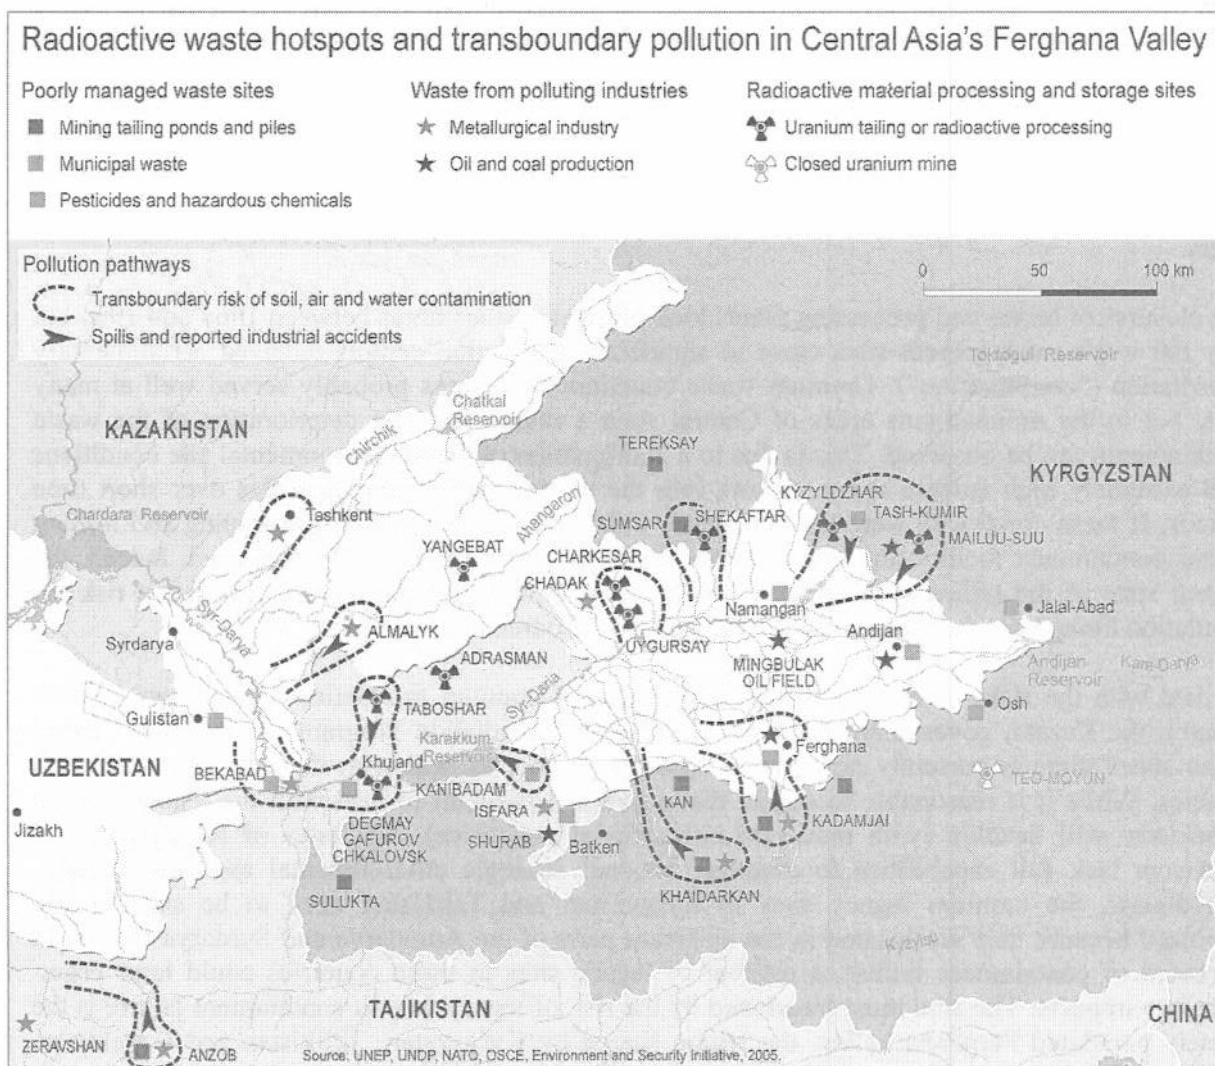 Radioactive waste hotspots and transboundary pollution in Central Asia's Ferghana Valley
Poorly managed waste sites
Mining tailing ponds and piles
Municipal waste
Pesticides and hazardous chemicals
Waste from polluting industries
Metallurgical industry
Oil and coal production
Radioactive material processing and storage sites
Uranium tailing or radioactive processing
Closed uranium mine
Pollution pathways
Transboundary risk of soil, air and water contamination
Spills and reported industrial accidents
0 50 100 km
Toktogul Reservoir
Chatkal
Reservoir
KAZAKHSTAN
Chirchik
TEREKSAY
KYRGYZSTAN
Chardara Reservoir
Tashkent
Ahangaron
KYZYLDZHAR
SUMSAR
SHEKAFTAR
TASH-KUMIR
MAILUU-SUU
YANGEBAT
CHARKESAR
CHADAK
Namangan
Jalal-Abad
Syr-Darya
Syrdarya
ALMALYK
UYGURSAY
MINGBULAK
OIL FIELD
Andijan
Andijan
Reservoir
Kara-Darya
ADRASMAN
Syr-Daria
TABOSHAR
Osh
Gulistan
Karakkum
Reservoir
Ferghana
UZBEKISTAN
BEKABAD
Khujand
KANIBADAM
KAN
TEO-MOYUN
ISFARA
KADAMJAI
Jizakh
DEGMAY
GAFUROV
CHKALOVSK
SHURAB
Batken
SULUKTA
KHAIDARKAN
TAJIKISTAN
CHINA
ZERAVSHAN
ANZOB
Source: UNEP, UNDP, NATO, OSCE, Environment and Security Initiative, 2005.